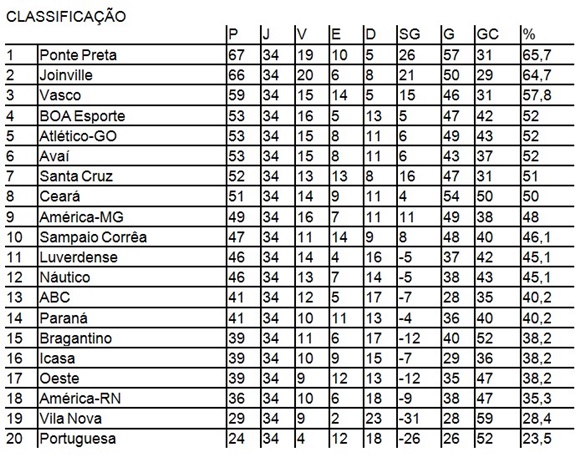 CLASSIFICAÇÃO
P J V E D SG G GC %
1 Ponte Preta 67 34 19 10 5 26 57 31 65,7
2 Joinville 66 34 20 6 8 21 50 29 64,7
3 Vasco 59 34 15 14 5 15 46 31 57,8
4 BOA Esporte 53 34 16 5 13 5 47 42 52
5 Atlético-GO 53 34 15 8 11 6 49 43 52
6 Avaí 53 34 15 8 11 6 43 37 52
7 Santa Cruz 52 34 13 13 8 16 47 31 51
8 Ceará 51 34 14 9 11 4 54 50 50
9 América-MG 49 34 16 7 11 11 49 38 48
10 Sampaio Corrêa 47 34 11 14 9 8 48 40 46,1
11 Luverdense 46 34 14 4 16 -5 37 42 45,1
12 Náutico 46 34 13 7 14 -5 38 43 45,1
13 ABC 41 34 12 5 17 -7 28 35 40,2
14 Paraná 41 34 10 11 13 -4 36 40 40,2
15 Bragantino 39 34 11 6 17 -12 40 52 38,2
16 Icasa 39 34 10 9 15 -7 29 36 38,2
17 Oeste 39 34 9 12 13 -12 35 47 38,2
18 América-RN 36 34 10 6 18 -9 38 47 35,3
19 Vila Nova 29 34 9 2 23 -31 28 59 28,4
20 Portuguesa 24 34 4 12 18 -26 26 52 23,5